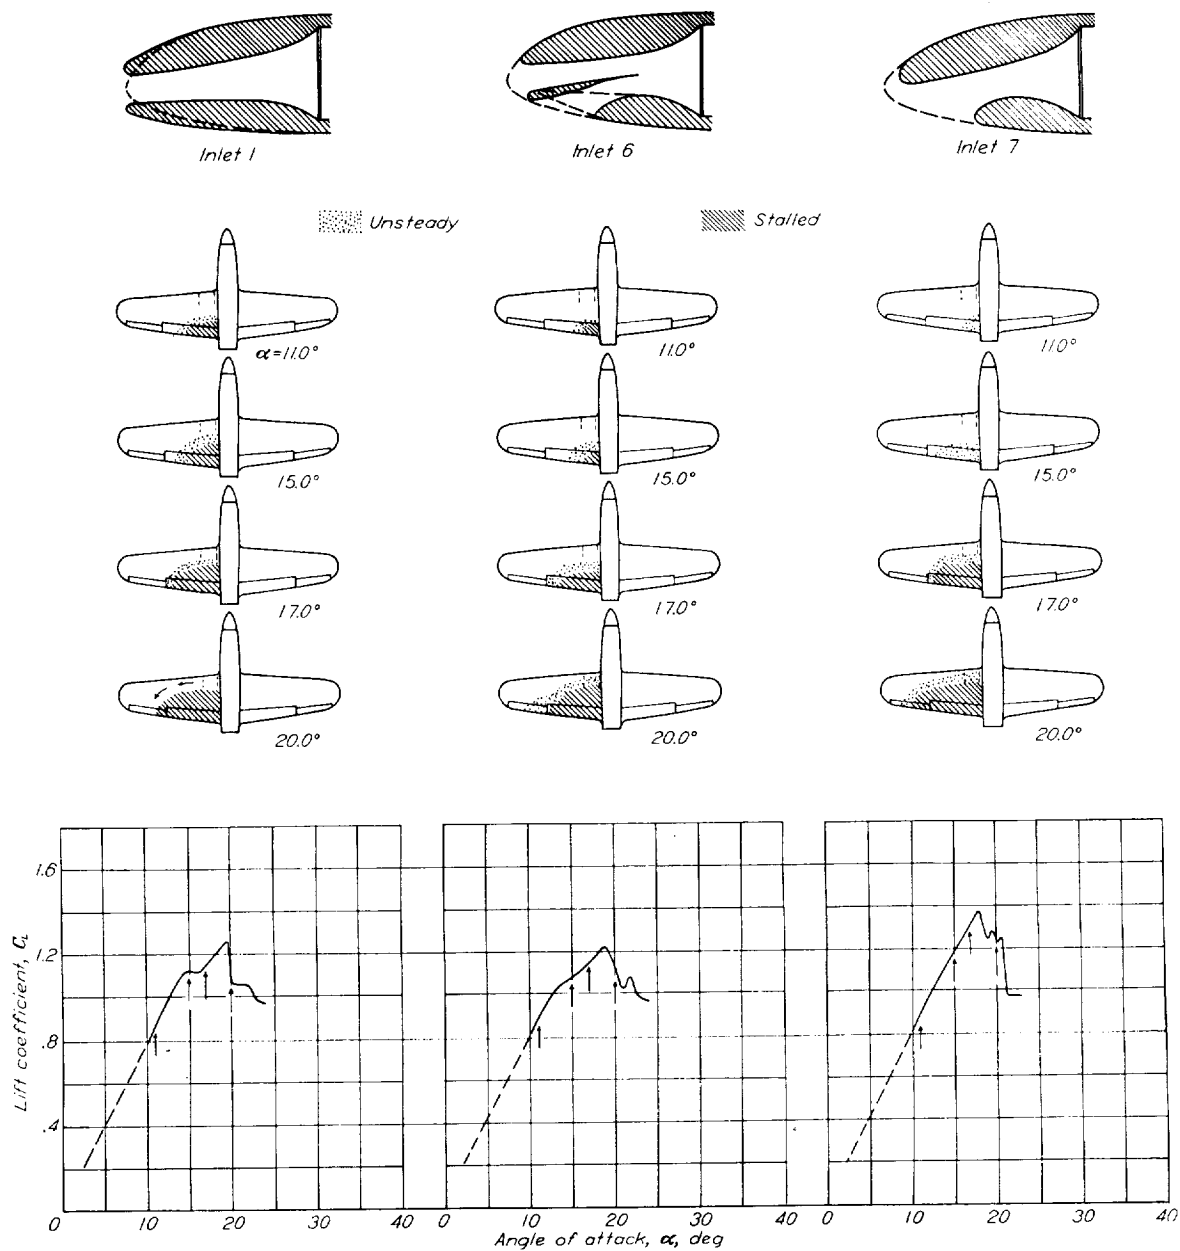 Inlet 1 Inlet 6 Inlet 7
Unsteady Stalled
α=11.0° 11.0° 11.0°
15.0° 15.0° 15.0°
17.0° 17.0° 17.0°
20.0° 20.0° 20.0°
Lift coefficient, C_L
1.6
1.2
.8
.4
0 10 20 30 40 0 10 20 30 40 0 10 20 30 40
Angle of attack, α, deg